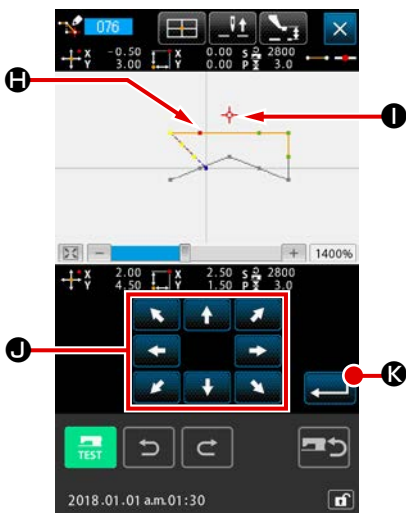 076
X -0.50 0.00 S 2800
Y 3.00 0.00 P 3.0
H
I
1400%
X 2.00 X 2.50 S 2800
Y 4.50 Y 1.50 P 3.0
J
K
TEST
2018.01.01 a.m.01:30